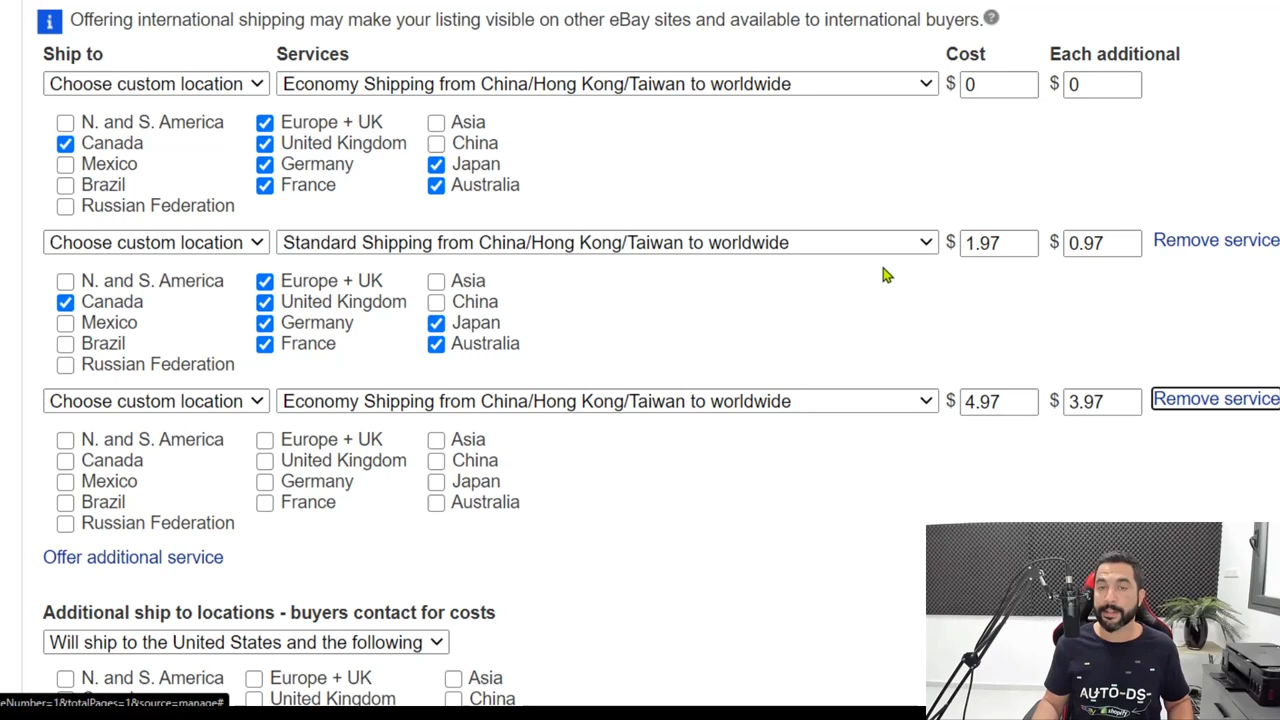 Offering international shipping may make your listing visible on other eBay sites and available to international buyers.
Ship to Services Cost Each additional
Choose custom location Economy Shipping from China/Hong Kong/Taiwan to worldwide $ 0 $ 0
N. and S. America Europe + UK Asia
Canada United Kingdom China
Mexico Germany Japan
Brazil France Australia
Russian Federation
Choose custom location Standard Shipping from China/Hong Kong/Taiwan to worldwide $ 1.97 $ 0.97 Remove service
N. and S. America Europe + UK Asia
Canada United Kingdom China
Mexico Germany Japan
Brazil France Australia
Russian Federation
Choose custom location Economy Shipping from China/Hong Kong/Taiwan to worldwide $ 4.97 $ 3.97 Remove service
N. and S. America Europe + UK Asia
Canada United Kingdom China
Mexico Germany Japan
Brazil France Australia
Russian Federation
Offer additional service
Additional ship to locations - buyers contact for costs
Will ship to the United States and the following
N. and S. America Europe + UK Asia
United Kingdom China
eNumber=1&totalPages=1&source=manage#
AUTO-DS-
shopify